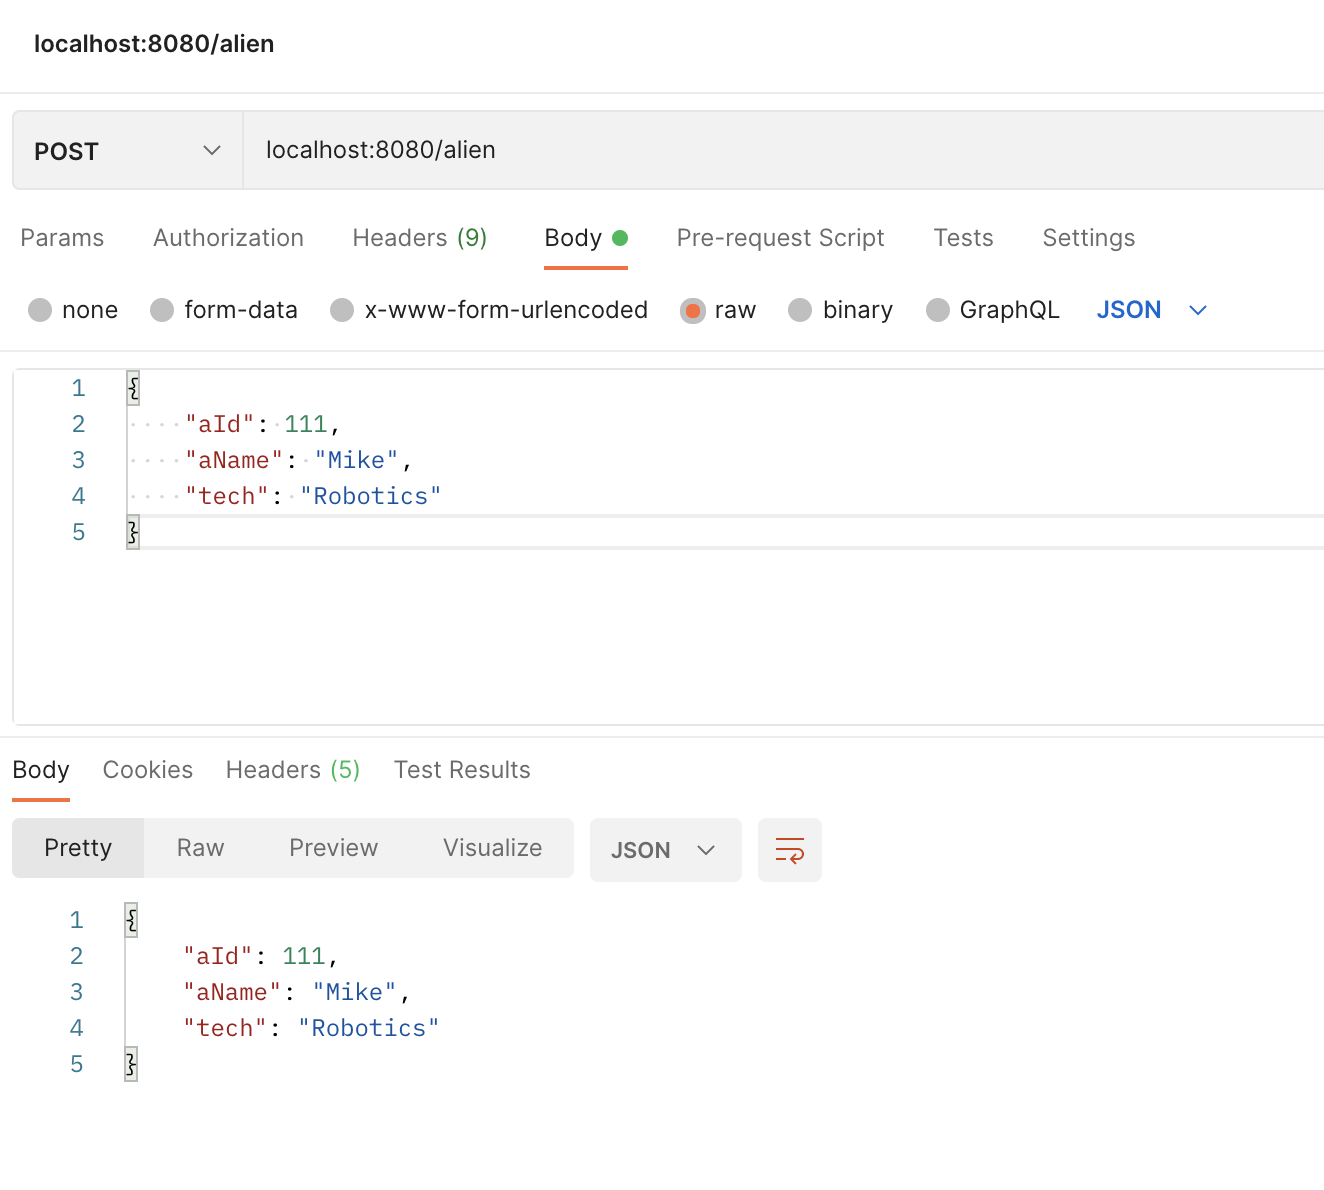 localhost:8080/alien
POST localhost:8080/alien
Params Authorization Headers (9) Body Pre-request Script Tests Settings
none form-data x-www-form-urlencoded raw binary GraphQL JSON
1 {
2 "aId": 111,
3 "aName": "Mike",
4 "tech": "Robotics"
5 }
Body Cookies Headers (5) Test Results
Pretty Raw Preview Visualize JSON
1 {
2 "aId": 111,
3 "aName": "Mike",
4 "tech": "Robotics"
5 }